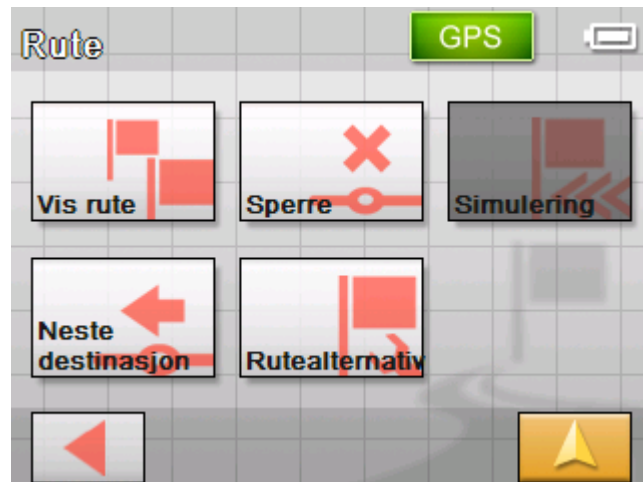 Rute
GPS
Vis rute
Sperre
Simulering
Neste
destinasjon
Rutealternativ